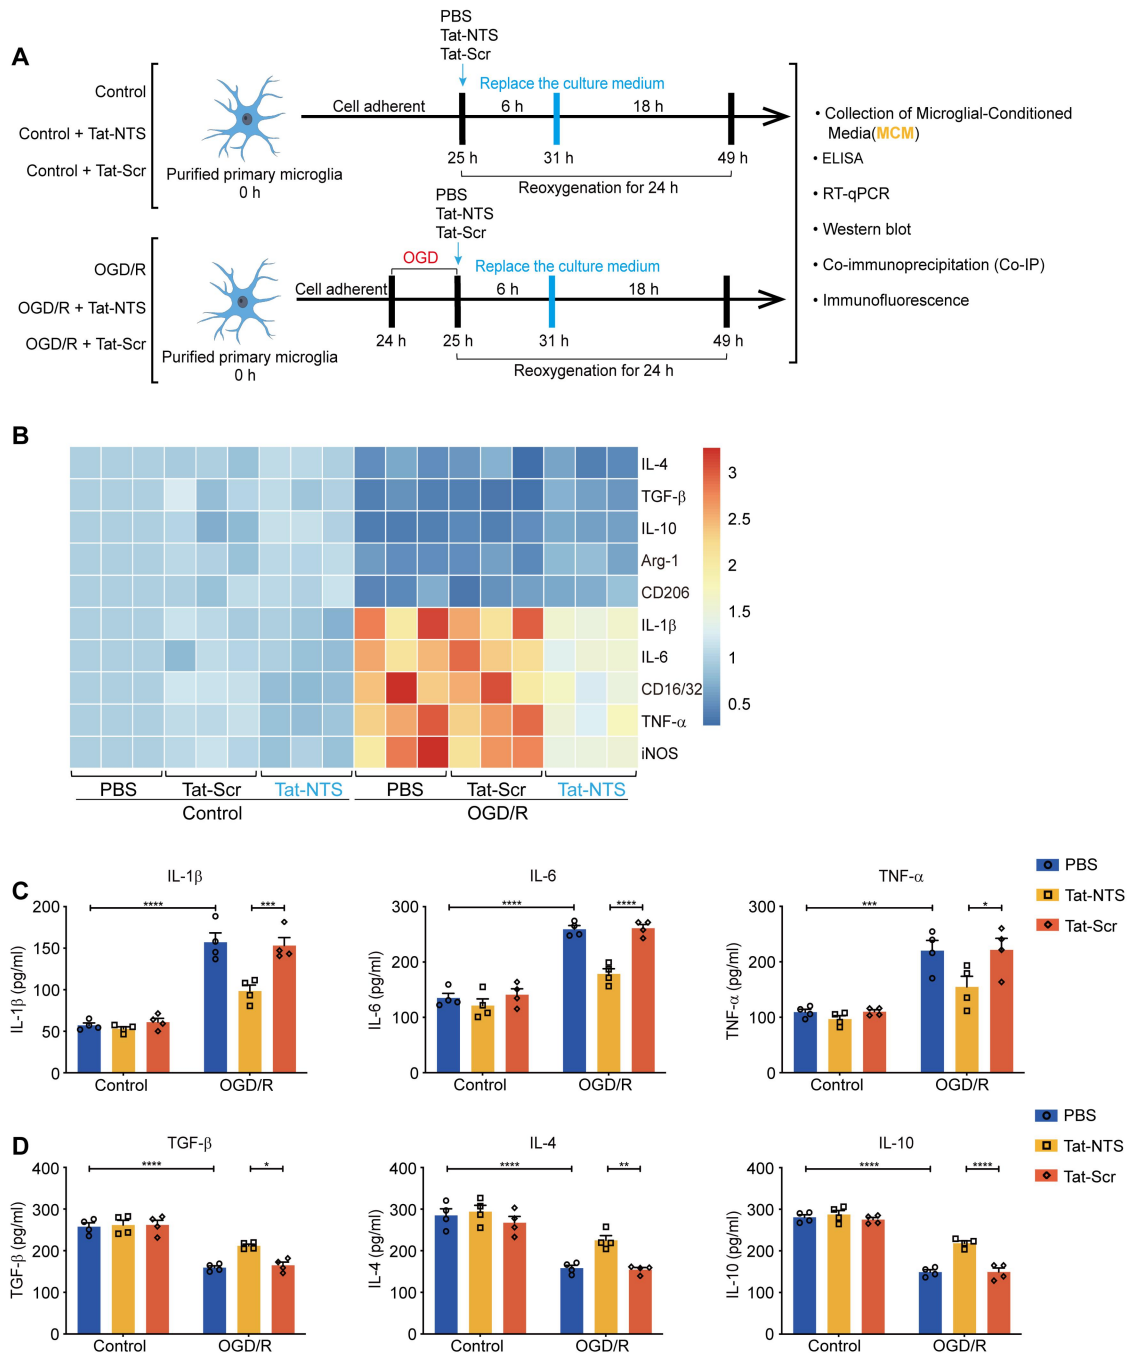 A
Control
Control + Tat-NTS
Control + Tat-Scr
Purified primary microglia
0 h
Cell adherent
PBS
Tat-NTS
Tat-Scr
Replace the culture medium
6 h
18 h
25 h
31 h
49 h
Reoxygenation for 24 h
OGD/R
OGD/R + Tat-NTS
OGD/R + Tat-Scr
Purified primary microglia
0 h
Cell adherent
OGD
PBS
Tat-NTS
Tat-Scr
Replace the culture medium
6 h
18 h
24 h
25 h
31 h
49 h
Reoxygenation for 24 h
• Collection of Microglial-Conditioned
Media(MCM)
• ELISA
• RT-qPCR
• Western blot
• Co-immunoprecipitation (Co-IP)
• Immunofluorescence
B
IL-4
TGF-β
IL-10
Arg-1
CD206
IL-1β
IL-6
CD16/32
TNF-α
iNOS
3
2.5
2
1.5
1
0.5
PBS
Tat-Scr
Tat-NTS
PBS
Tat-Scr
Tat-NTS
Control
OGD/R
C
IL-1β
IL-1β (pg/ml)
200
150
100
50
0
****
***
Control
OGD/R
IL-6
IL-6 (pg/ml)
300
200
100
0
****
****
Control
OGD/R
TNF-α
TNF-α (pg/ml)
300
200
100
0
***
*
Control
OGD/R
PBS
Tat-NTS
Tat-Scr
D
TGF-β
TGF-β (pg/ml)
400
300
200
100
0
****
*
Control
OGD/R
IL-4
IL-4 (pg/ml)
400
300
200
100
0
****
**
Control
OGD/R
IL-10
IL-10 (pg/ml)
400
300
200
100
0
****
****
Control
OGD/R
PBS
Tat-NTS
Tat-Scr